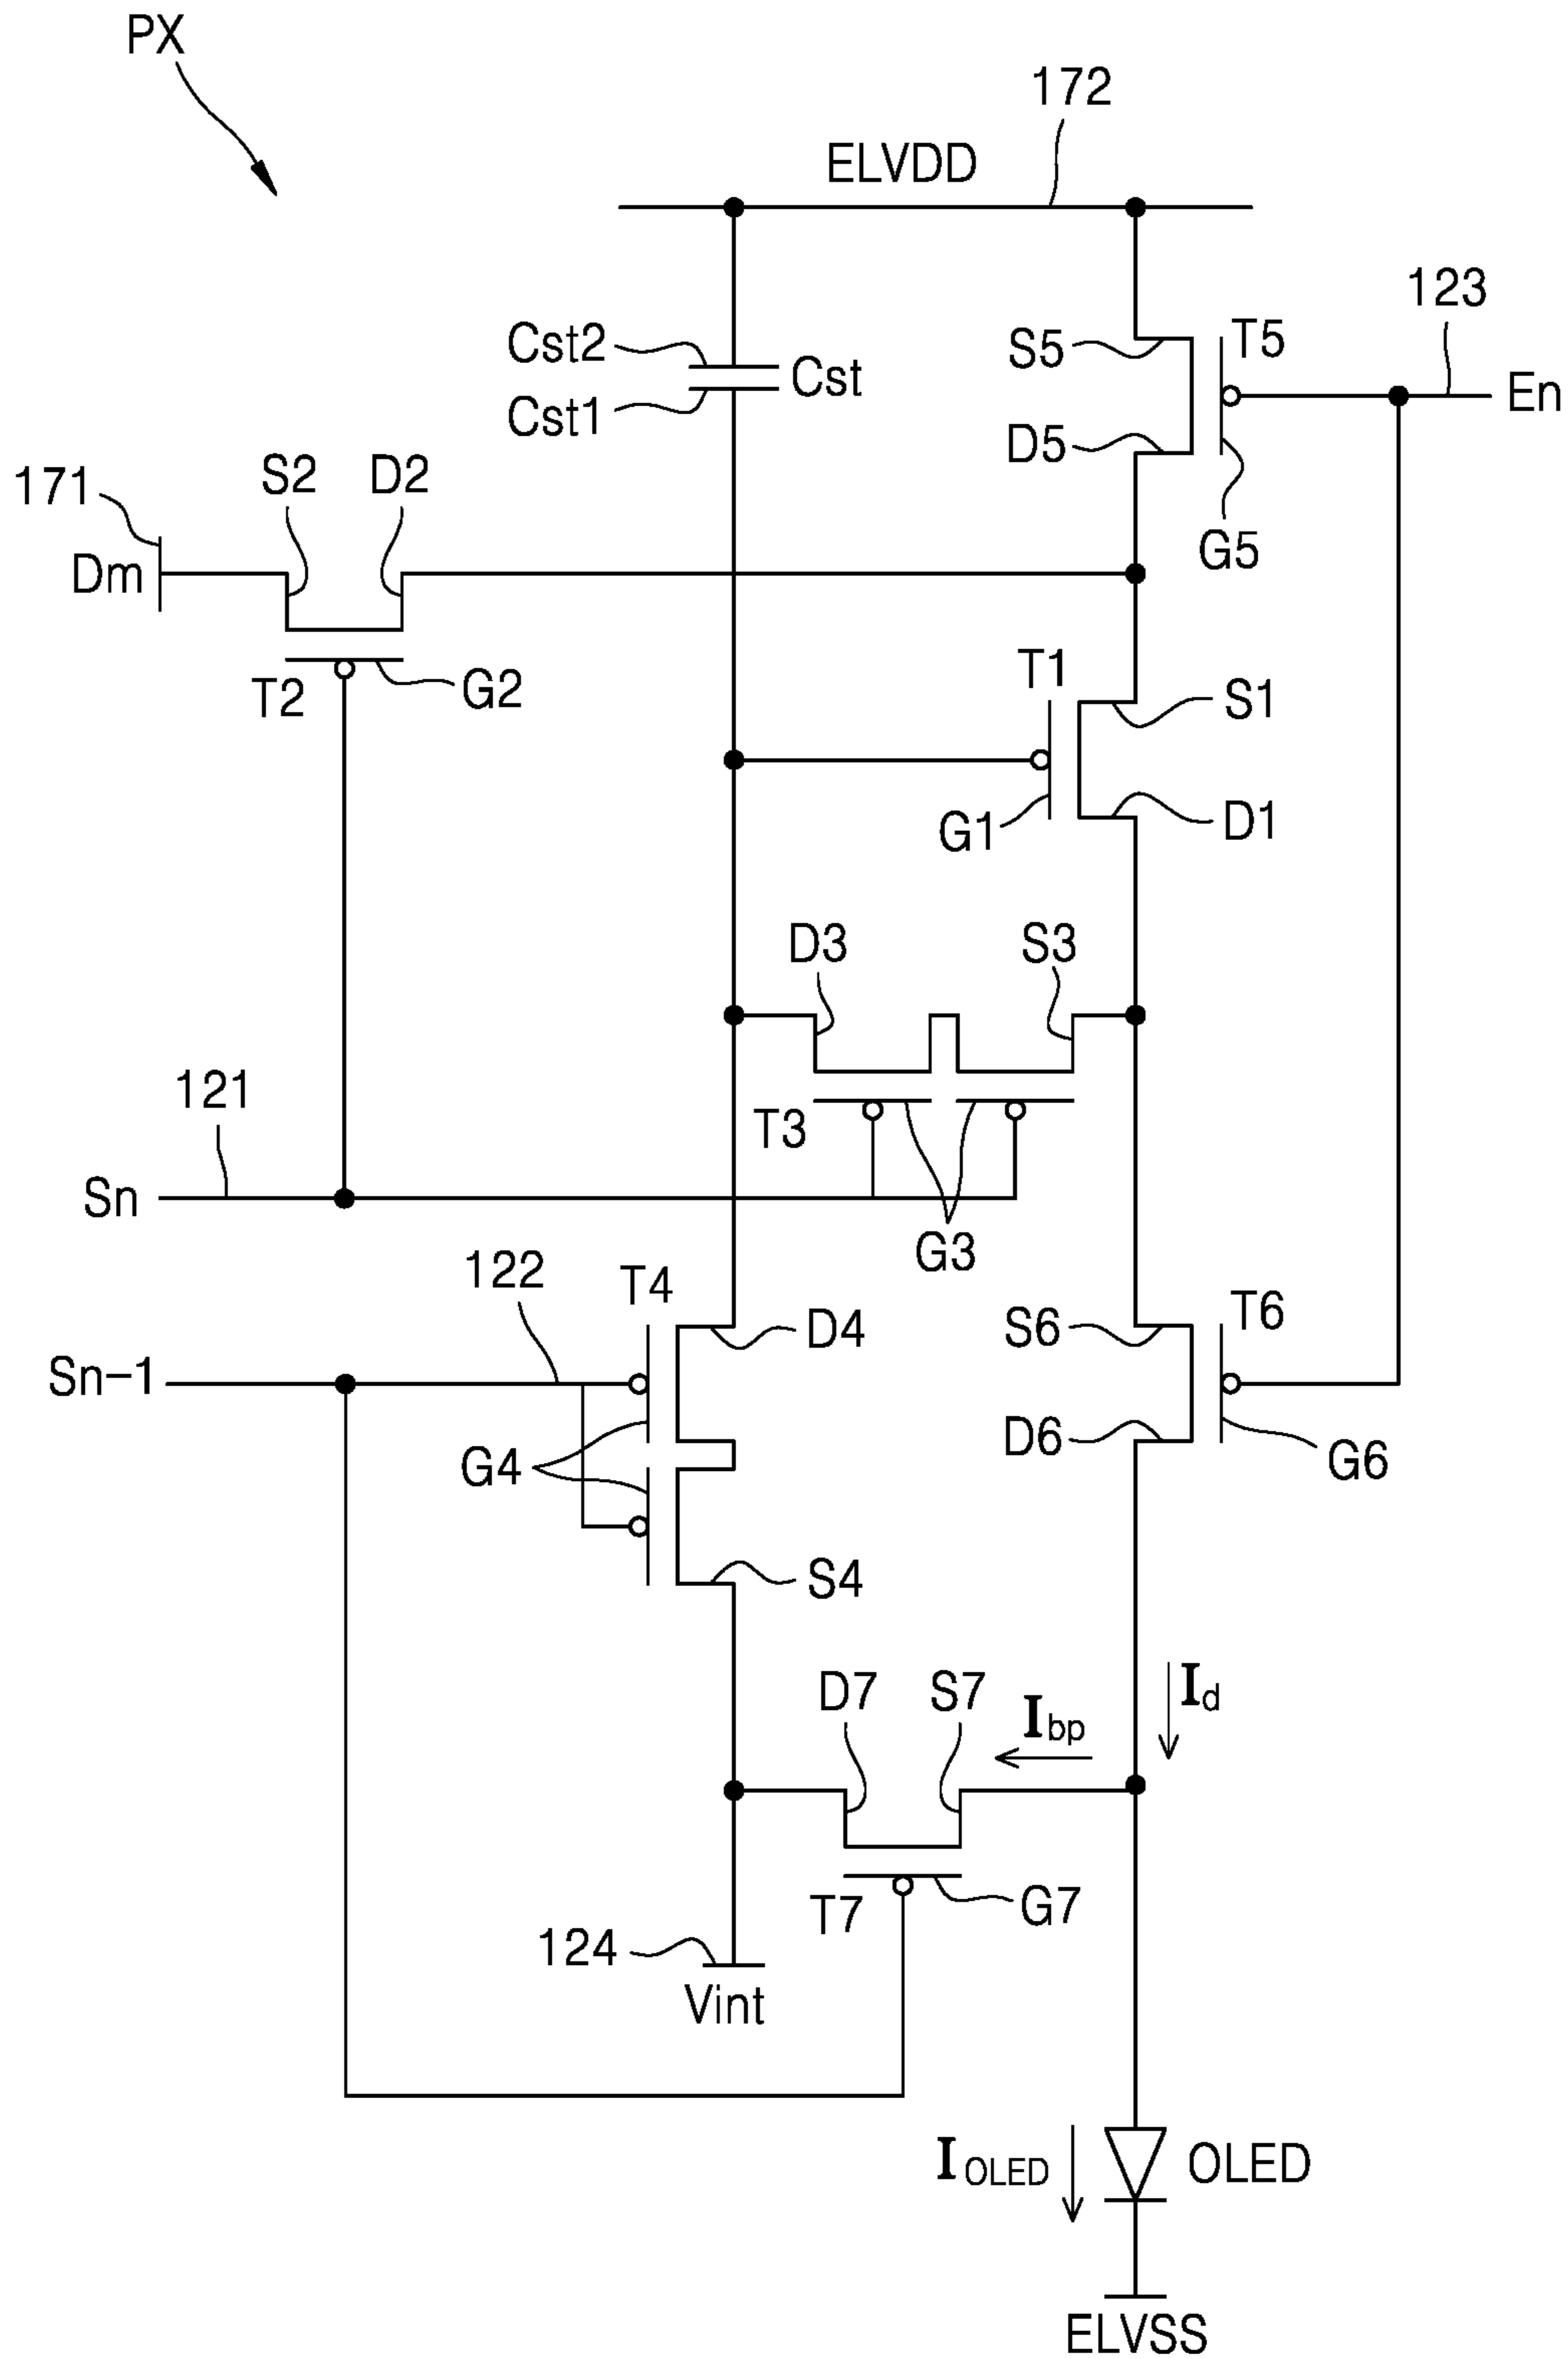 PX
172
ELVDD
123
Cst2
Cst
S5
T5
En
Cst1
D5
171
S2
D2
G5
Dm
T1
T2
G2
S1
G1
D1
D3
S3
121
T3
Sn
G3
122
T4
D4
S6
T6
Sn-1
G4
D6
G6
S4
D7
S7
Ibp
Id
T7
G7
124
Vint
IOLED
OLED
ELVSS